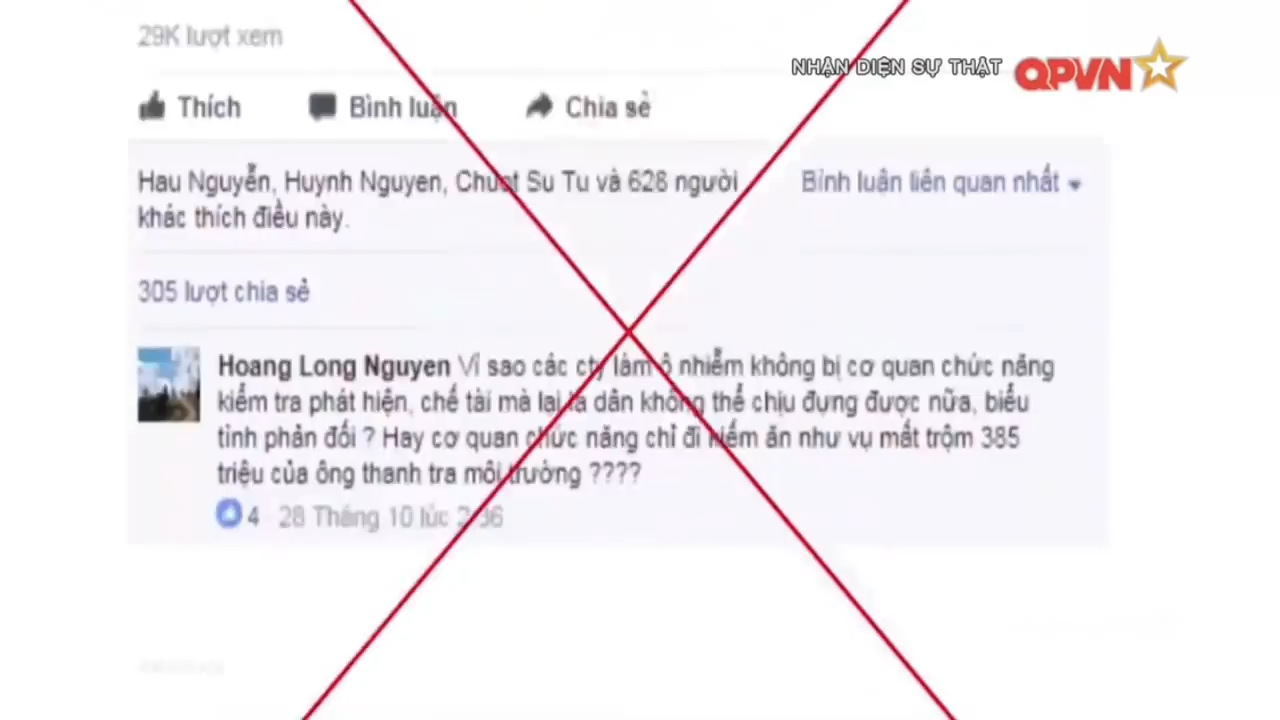 29K lượt xem
NHẬN DIỆN SỰ THẬT QPVN
Thích Bình luận Chia sẻ
Hau Nguyễn, Huynh Nguyen, Chust Su Tu và 628 người Bình luận liên quan nhất
khác thích điều này.
305 lượt chia sẻ
Hoang Long Nguyen Vì sao các cty làm ô nhiễm không bị cơ quan chức năng
kiểm tra phát hiện, chế tài mà lại là dân không thể chịu đựng được nữa, biểu
tình phản đối ? Hay cơ quan chức năng chỉ đi kiếm ăn như vụ mất trộm 385
triệu của ông thanh tra môi trường ????
4 28 Tháng 10 lúc 2:36